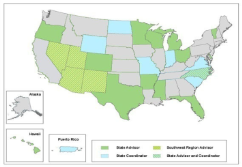 Alaska
Hawaii
Puerto Rico
State Advisor
Southwest Region Advisor
State Coordinator
State Advisor and Coordinator